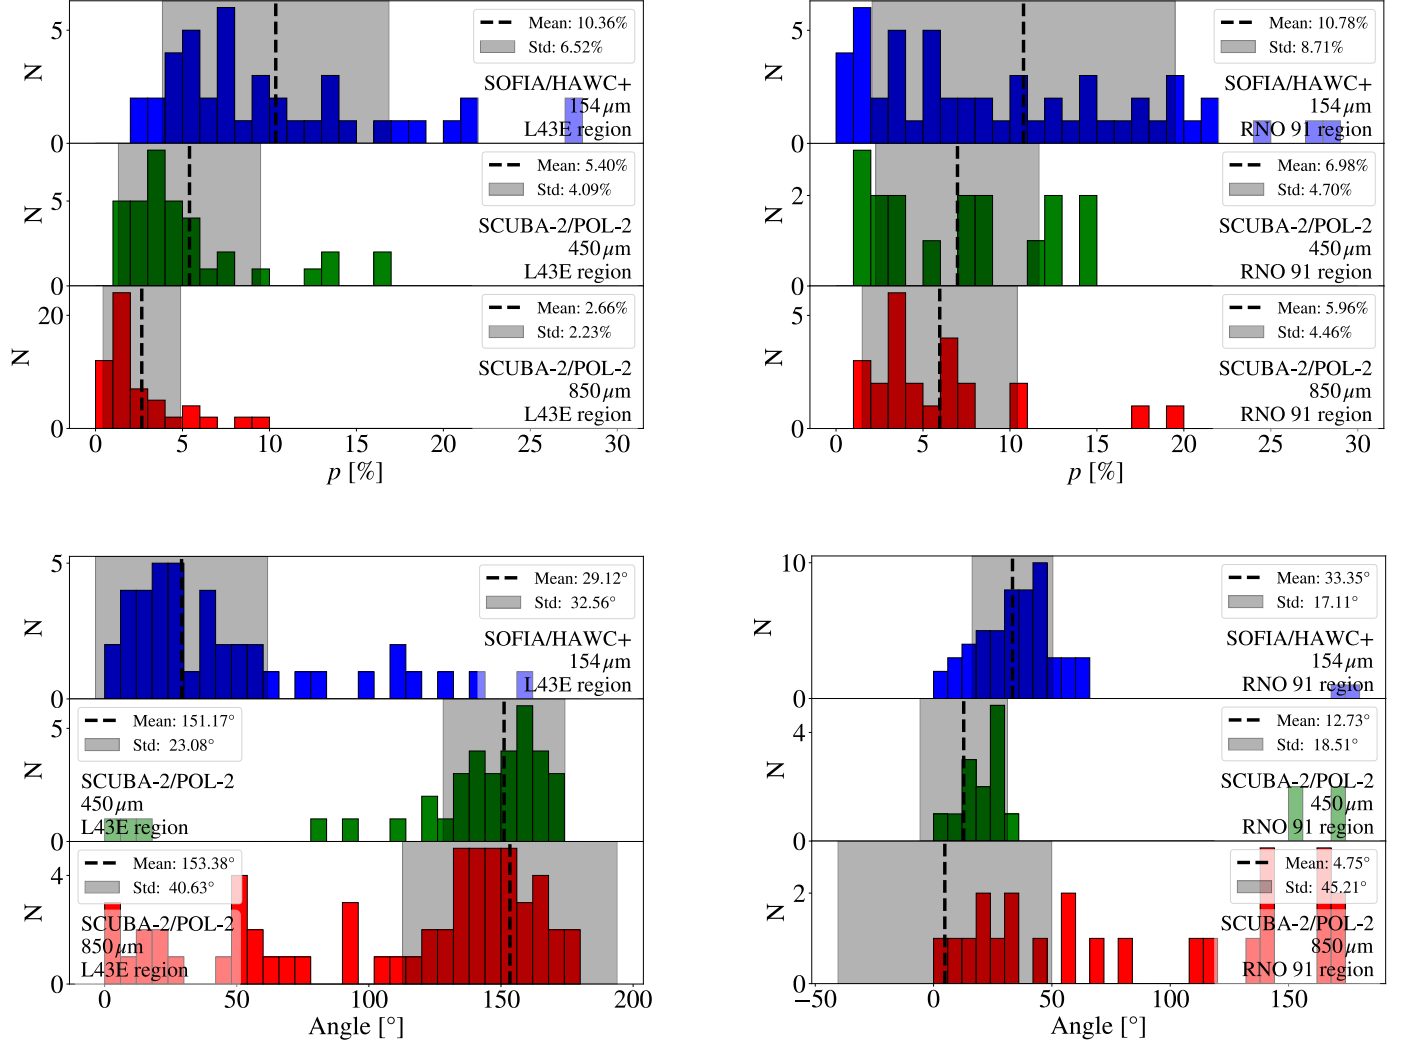 5
0
N
Mean: 10.36%
Std: 6.52%
SOFIA/HAWC+
154 μm
L43E region
5
0
N
Mean: 5.40%
Std: 4.09%
SCUBA-2/POL-2
450 μm
L43E region
20
0
N
Mean: 2.66%
Std: 2.23%
SCUBA-2/POL-2
850 μm
L43E region
0 5 10 15 20 25 30
p [%]
5
0
N
Mean: 10.78%
Std: 8.71%
SOFIA/HAWC+
154 μm
RNO 91 region
2
0
N
Mean: 6.98%
Std: 4.70%
SCUBA-2/POL-2
450 μm
RNO 91 region
5
0
N
Mean: 5.96%
Std: 4.46%
SCUBA-2/POL-2
850 μm
RNO 91 region
0 5 10 15 20 25 30
p [%]
5
0
N
Mean: 29.12°
Std: 32.56°
SOFIA/HAWC+
154 μm
L43E region
5
0
N
Mean: 151.17°
Std: 23.08°
SCUBA-2/POL-2
450 μm
L43E region
4
0
N
Mean: 153.38°
Std: 40.63°
SCUBA-2/POL-2
850 μm
L43E region
0 50 100 150 200
Angle [°]
10
0
N
Mean: 33.35°
Std: 17.11°
SOFIA/HAWC+
154 μm
RNO 91 region
4
0
N
Mean: 12.73°
Std: 18.51°
SCUBA-2/POL-2
450 μm
RNO 91 region
2
0
N
Mean: 4.75°
Std: 45.21°
SCUBA-2/POL-2
850 μm
RNO 91 region
−50 0 50 100 150
Angle [°]